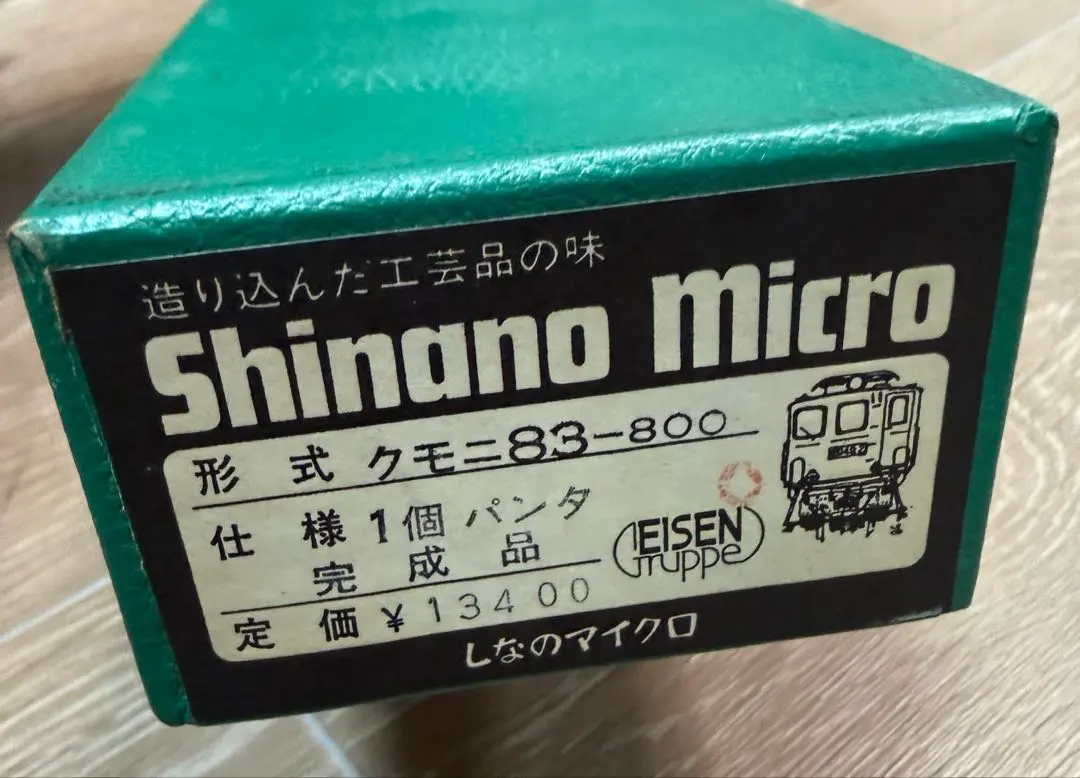 造り込んだ工芸品の味
Shinano Micro
形式 クモニ83-800
仕様 1個パンタ
完成品
EISEN
Gruppe
定価 ¥13400
しなのマイクロ